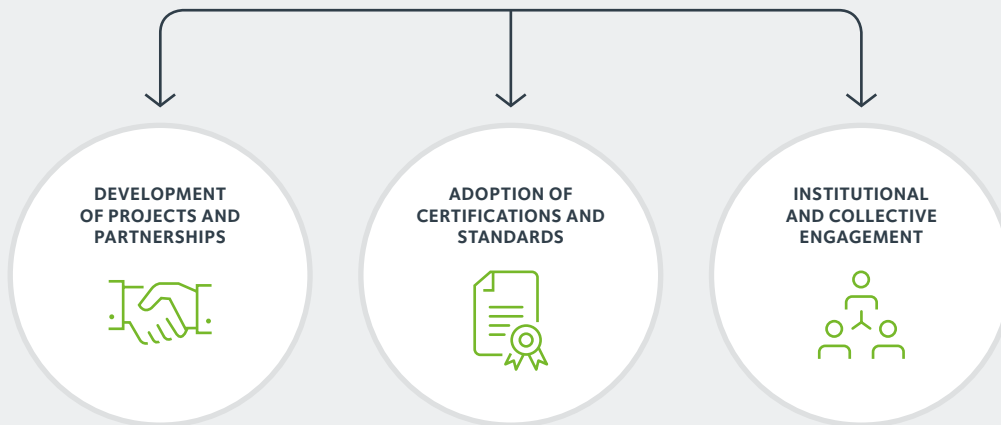 DEVELOPMENT
OF PROJECTS AND
PARTNERSHIPS
ADOPTION OF
CERTIFICATIONS AND
STANDARDS
INSTITUTIONAL
AND COLLECTIVE
ENGAGEMENT